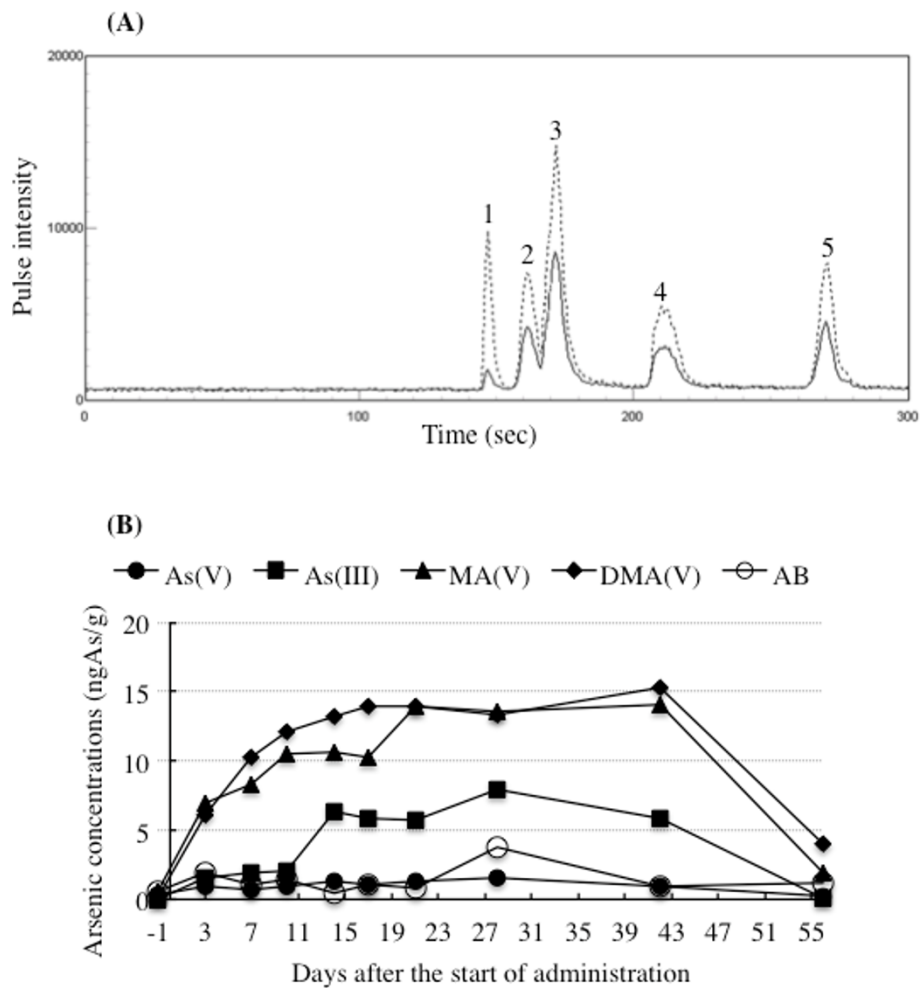 (A)
20000
Pulse intensity
10000
0
1
2
3
4
5
0 100 200 300
Time (sec)
(B)
As(V) As(III) MA(V) DMA(V) AB
Arsenic concentrations (ngAs/g)
20
15
10
5
0
-1 3 7 11 15 19 23 27 31 35 39 43 47 51 55
Days after the start of administration